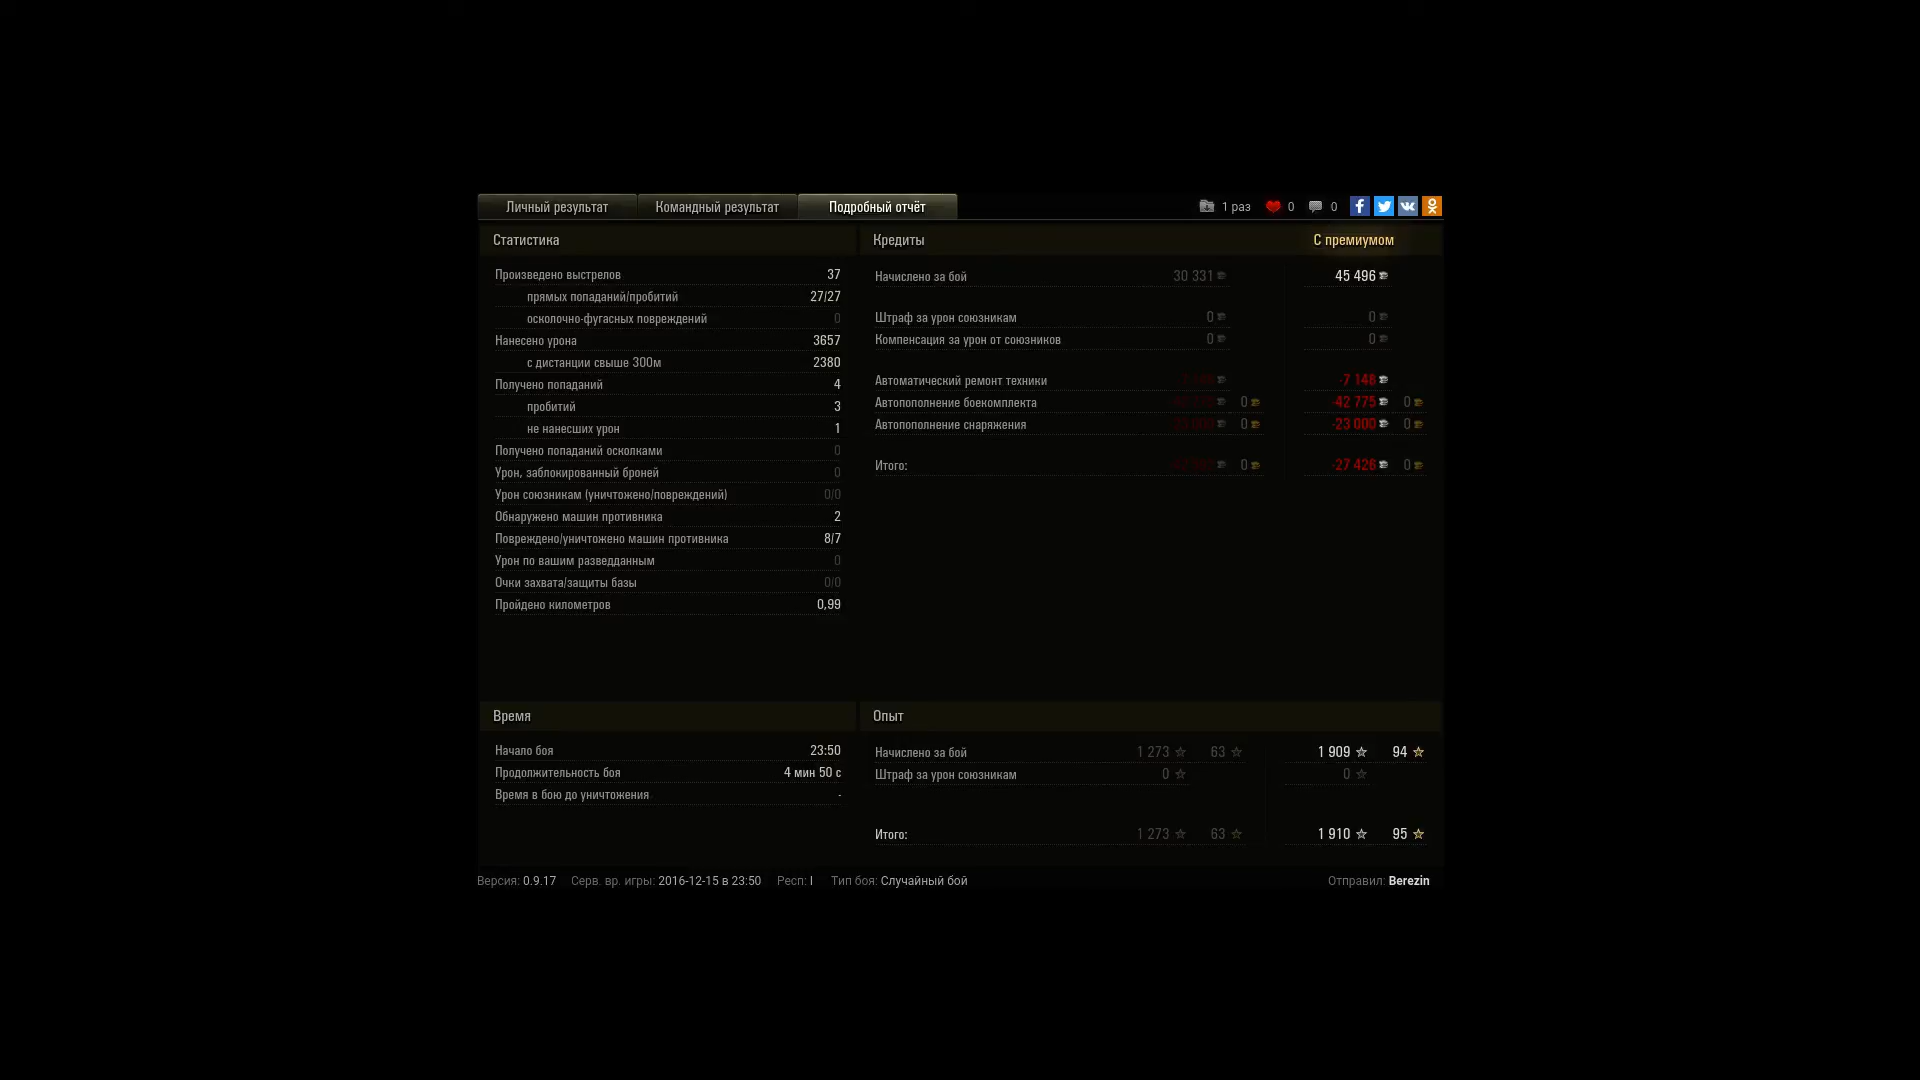 Личный результат Командный результат Подробный отчёт 1 раз 0 0
Статистика
Произведено выстрелов 37
прямых попаданий/пробитий 27/27
осколочно-фугасных повреждений 0
Нанесено урона 3657
с дистанции свыше 300м 2380
Получено попаданий 4
пробитий 3
не нанесших урон 1
Получено попаданий осколками 0
Урон, заблокированный броней 0
Урон союзникам (уничтожено/повреждений) 0/0
Обнаружено машин противника 2
Повреждено/уничтожено машин противника 8/7
Урон по вашим разведданным 0
Очки захвата/защиты базы 0/0
Пройдено километров 0,99
Кредиты С премиумом
Начислено за бой 30 331 45 496
Штраф за урон союзникам 0 0
Компенсация за урон от союзников 0 0
Автоматический ремонт техники -7 146
Автопополнение боекомплекта 0 -42 775 0
Автопополнение снаряжения 0 -23 000 0
Итого: 0 -27 426 0
Время
Начало боя 23:50
Продолжительность боя 4 мин 50 с
Время в бою до уничтожения -
Опыт
Начислено за бой 1 273 63 1 909 94
Штраф за урон союзникам 0 0
Итого: 1 273 63 1 910 95
Версия: 0.9.17 Серв. вр. игры: 2016-12-15 в 23:50 Респ: I Тип боя: Случайный бой Отправил: Berezin